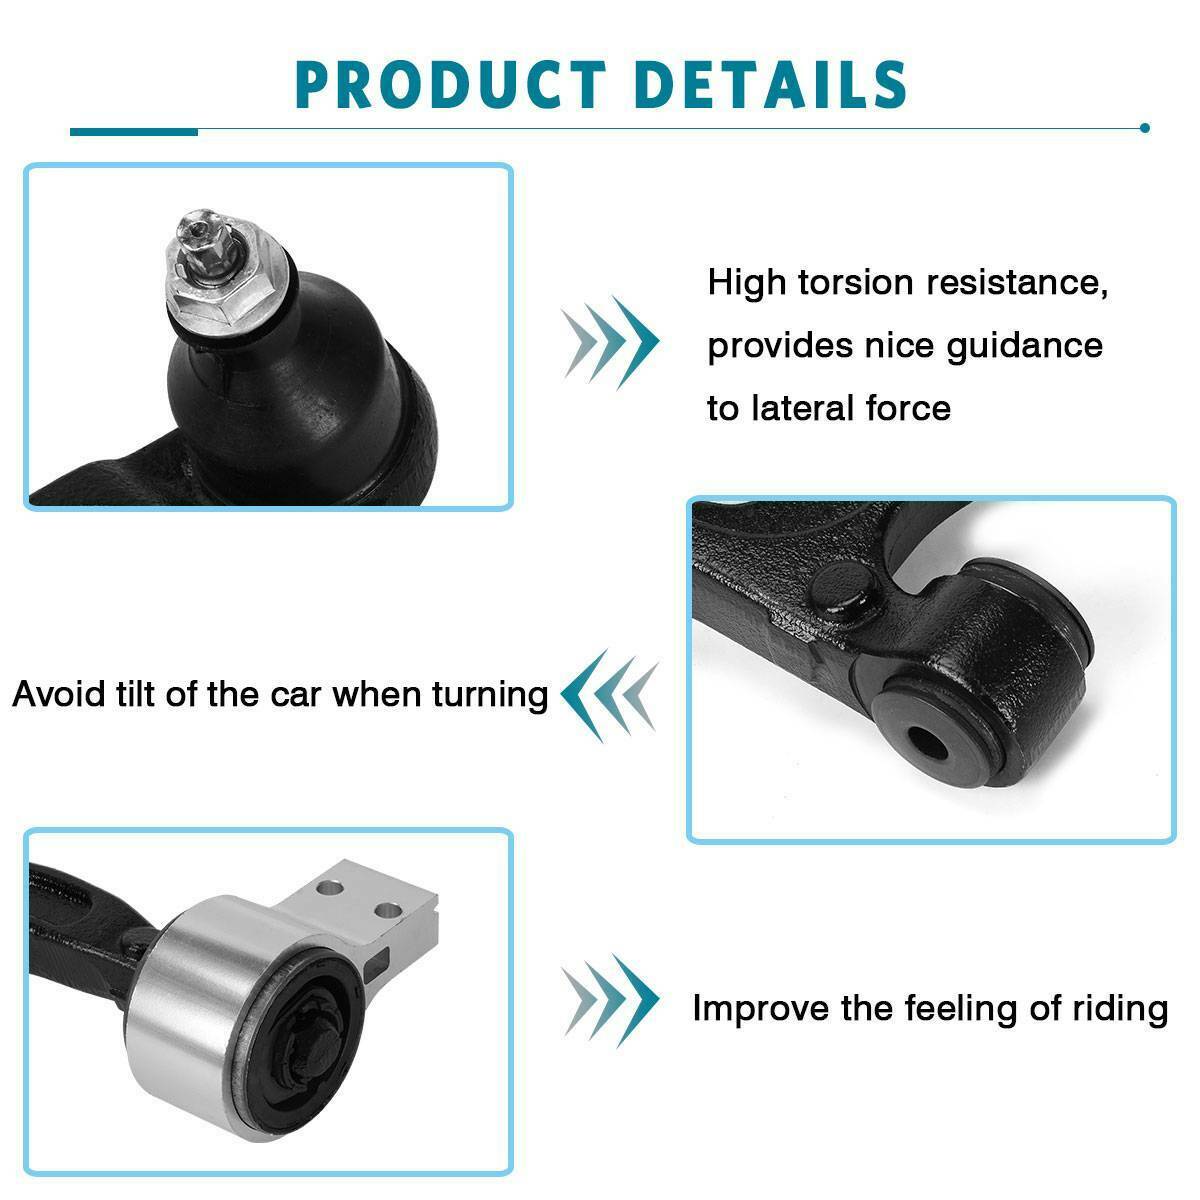 PRODUCT DETAILS
High torsion resistance,
provides nice guidance
to lateral force
Avoid tilt of the car when turning
Improve the feeling of riding